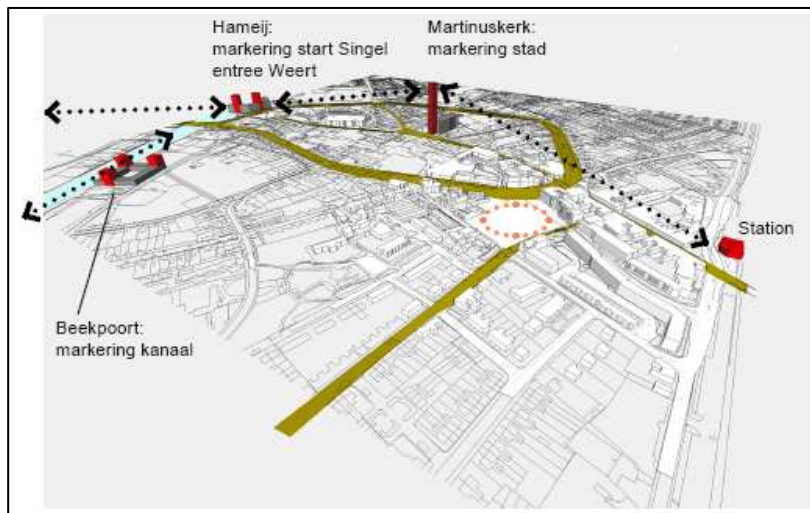 Hameij:
markering start Singel
entree Weert
Martinuskerk:
markering stad
Station
Beekpoort:
markering kanaal